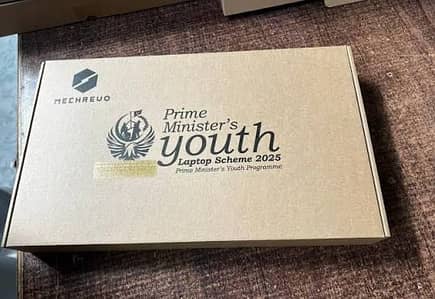 MECHREVO
Prime
Minister's
youth
Laptop Scheme 2025
Prime Minister's Youth Programme